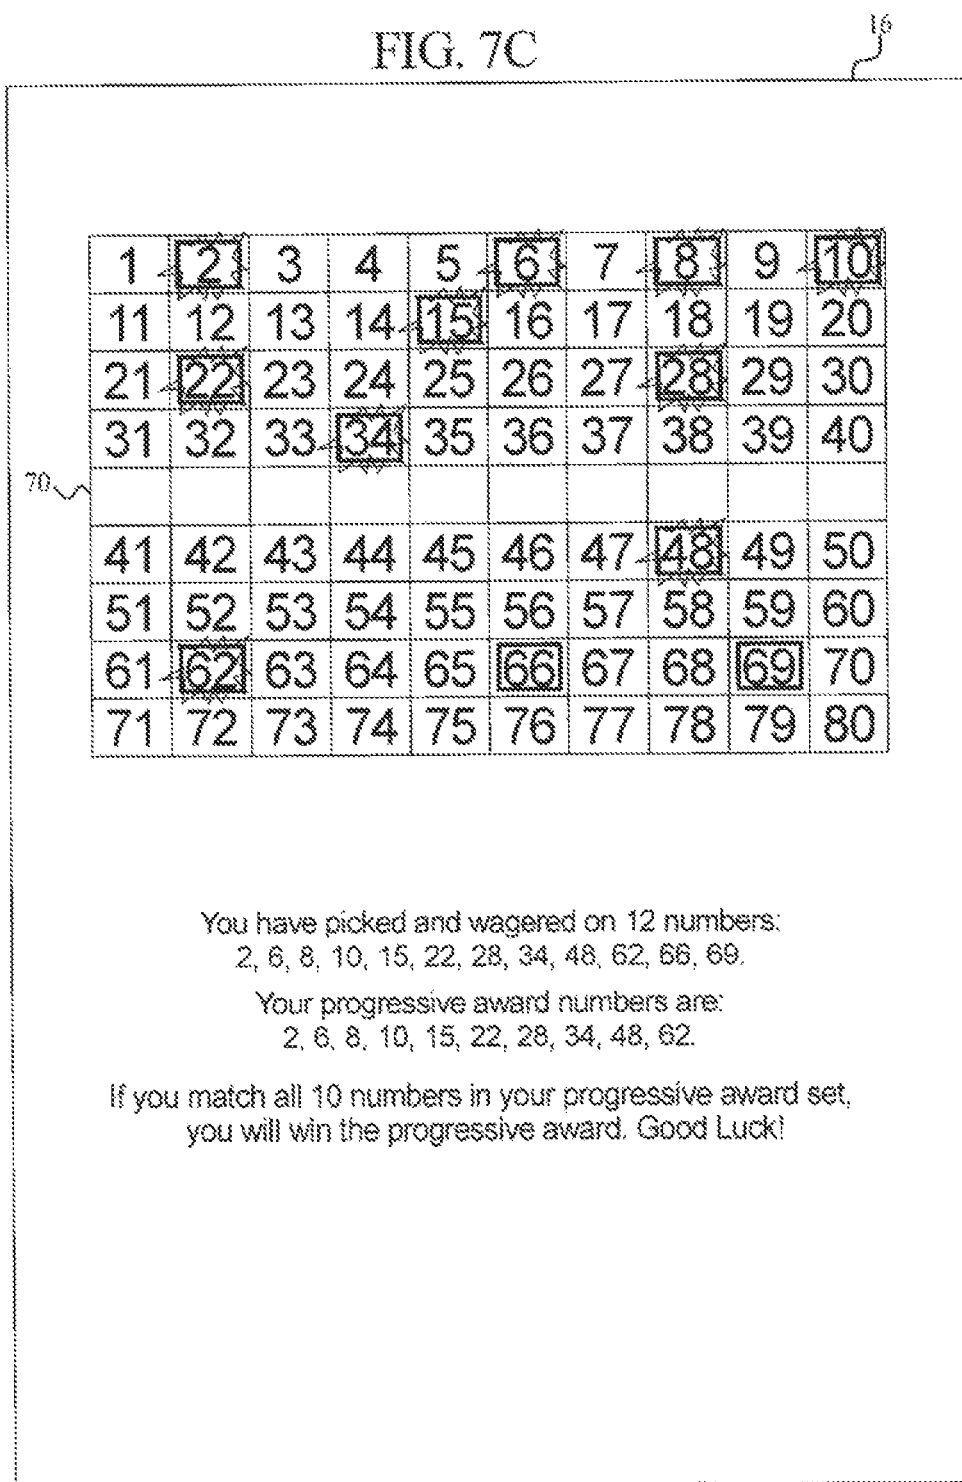 FIG. 7C
16
1 2 3 4 5 6 7 8 9 10
11 12 13 14 15 16 17 18 19 20
21 22 23 24 25 26 27 28 29 30
31 32 33 34 35 36 37 38 39 40
70
41 42 43 44 45 46 47 48 49 50
51 52 53 54 55 56 57 58 59 60
61 62 63 64 65 66 67 68 69 70
71 72 73 74 75 76 77 78 79 80
You have picked and wagered on 12 numbers:
2, 6, 8, 10, 15, 22, 28, 34, 48, 62, 66, 69.
Your progressive award numbers are:
2, 6, 8, 10, 15, 22, 28, 34, 48, 62.
If you match all 10 numbers in your progressive award set,
you will win the progressive award. Good Luck!